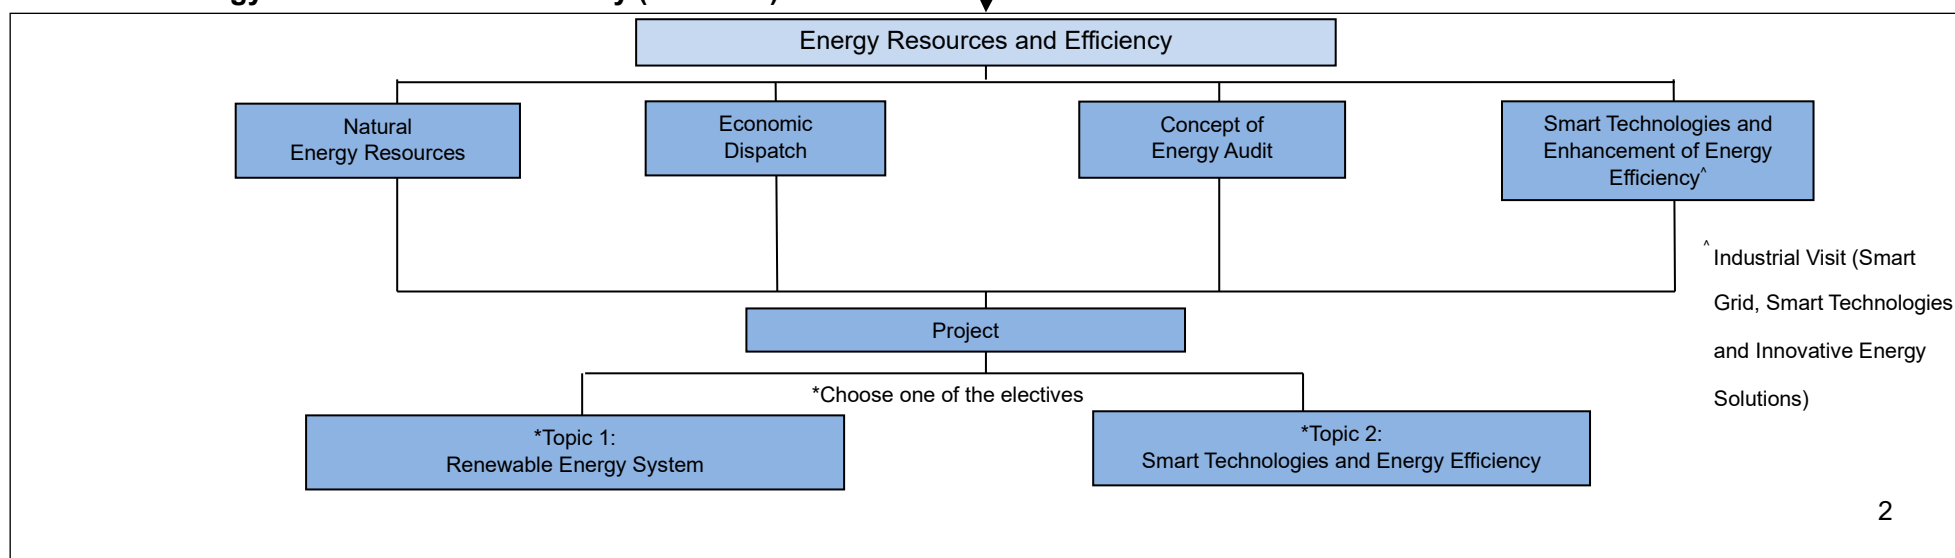 Energy Resources and Efficiency
Natural
Energy Resources
Economic
Dispatch
Concept of
Energy Audit
Smart Technologies and
Enhancement of Energy
Efficiency^
^ Industrial Visit (Smart
Grid, Smart Technologies
and Innovative Energy
Solutions)
Project
*Choose one of the electives
*Topic 1:
Renewable Energy System
*Topic 2:
Smart Technologies and Energy Efficiency
2